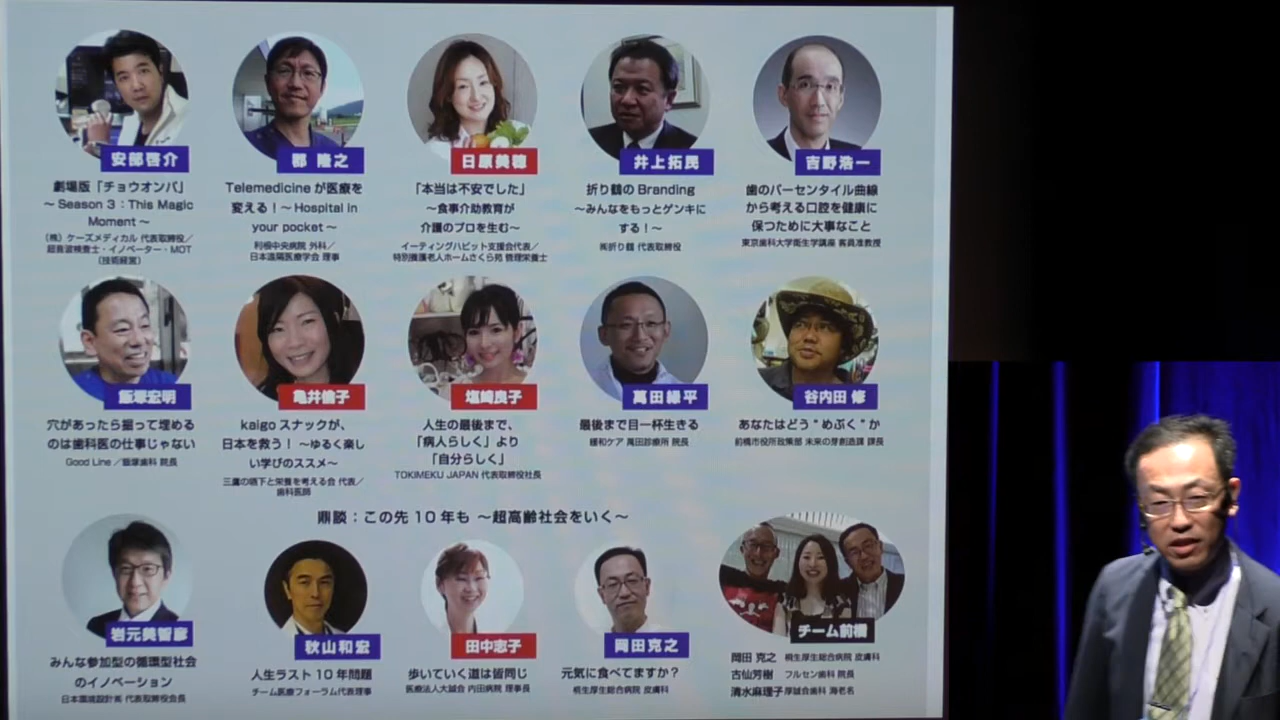 安部啓介
劇場版「チョウオンパ」
～ Season 3：This Magic
Moment ～
（株）ケーズメディカル 代表取締役／
超音波検査士・イノベーター・MOT
（技術経営）
郡 隆之
Telemedicine が医療を
変える！～ Hospital in
your pocket ～
利根中央病院 外科／
日本遠隔医療学会 理事
日原美穂
「本当は不安でした」
～食事介助教育が
介護のプロを生む～
イーティングハビット支援会代表／
特別養護老人ホームさくら苑 管理栄養士
井上拓民
折り鶴の Branding
～みんなをもっとゲンキに
する！～
㈱折り鶴 代表取締役
吉野浩一
歯のパーセンタイル曲線
から考える口腔を健康に
保つために大事なこと
東京歯科大学衛生学講座 客員准教授
飯塚宏明
穴があったら掘って埋める
のは歯科医の仕事じゃない
Good Line ／飯塚歯科 院長
亀井倫子
kaigo スナックが、
日本を救う！ ～ゆるく楽し
い学びのススメ～
三鷹の嚥下と栄養を考える会 代表／
歯科医師
塩崎良子
人生の最後まで、
「病人らしく」より
「自分らしく」
TOKIMEKU JAPAN 代表取締役社長
萬田緑平
最後まで目一杯生きる
緩和ケア 萬田診療所 院長
谷内田 修
あなたはどう “ めぶく ” か
前橋市役所政策部 未来の芽創造課 課長
鼎談：この先 10 年も ～超高齢社会をいく～
岩元美智彦
みんな参加型の循環型社会
のイノベーション
日本環境設計㈱ 代表取締役会長
秋山和宏
人生ラスト 10 年問題
チーム医療フォーラム代表理事
田中志子
歩いていく道は皆同じ
医療法人大誠会 内田病院 理事長
岡田克之
元気に食べてますか？
桐生厚生総合病院 皮膚科
チーム前橋
岡田 克之 桐生厚生総合病院 皮膚科
古仙芳樹 フルセン歯科 院長
清水麻理子 厚誠会歯科 海老名